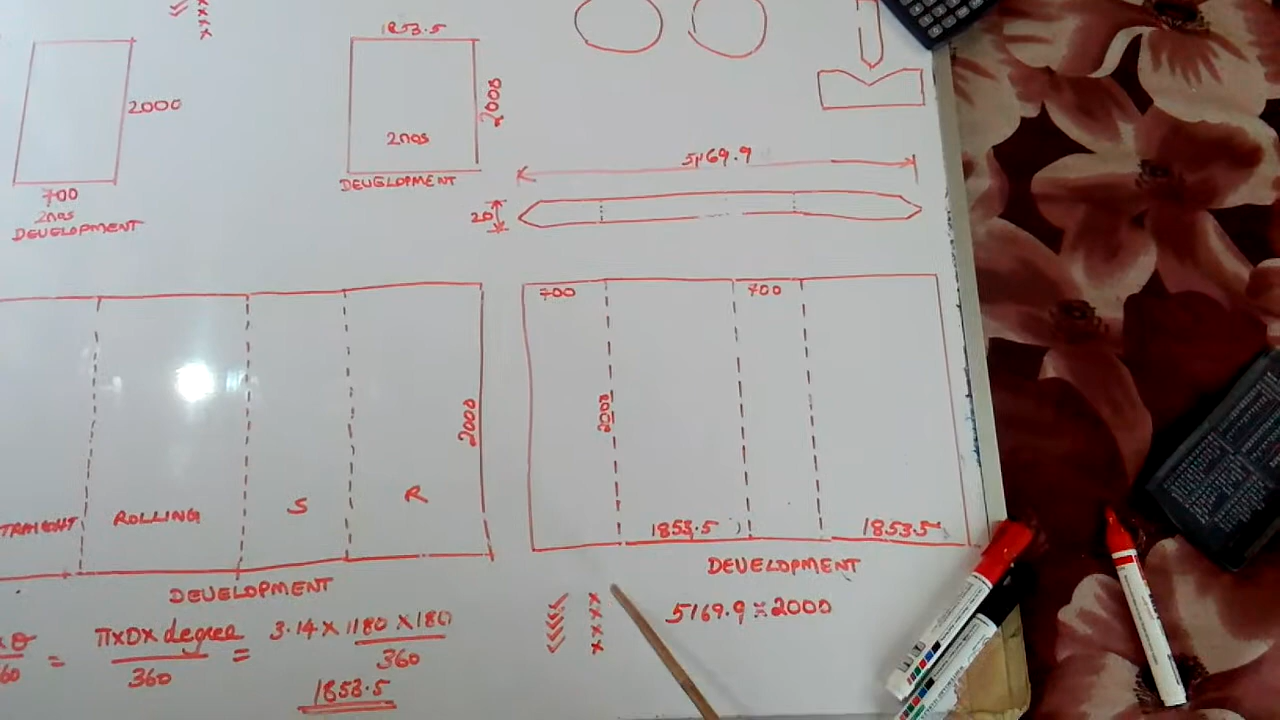 2000
700
2nos
DEVELOPMENT
1853.5
2000
2nos
DEVELOPMENT
5169.9
20
ROLLING
S
R
2000
DEVELOPMENT
700
700
2000
1853.5
1853.5
DEVELOPMENT
5169.9 × 2000
= π×D×degree / 360 = 3.14 × 1180 × 180 / 360
1853.5